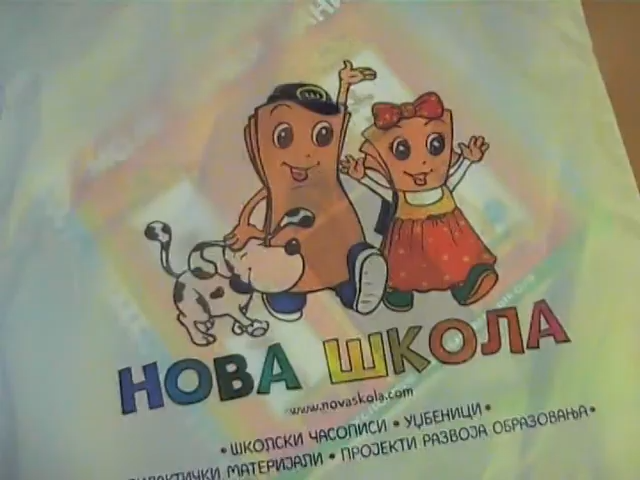 НОВА ШКОЛА
www.novaskola.com
• ШКОЛСКИ ЧАСОПИСИ • УЏБЕНИЦИ •
МАТЕРИЈАЛИ • ПРОЈЕКТИ РАЗВОЈА ОБРАЗОВАЊА •